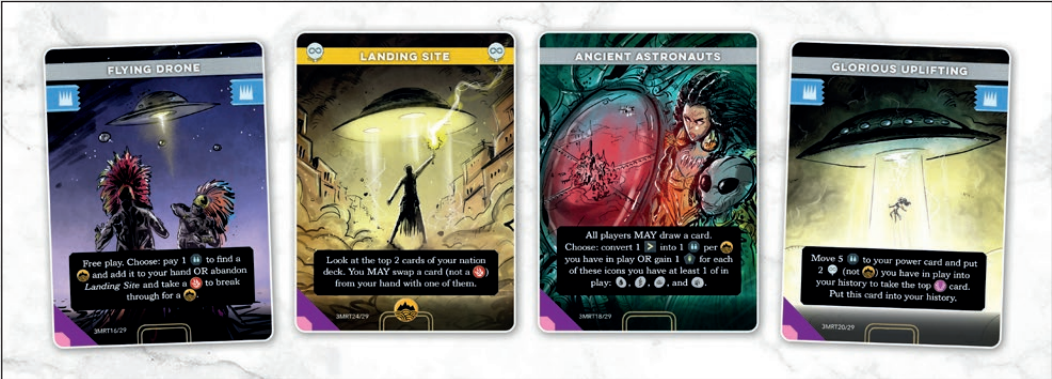 FLYING DRONE
Free play. Choose: pay 1 to find a
and add it to your hand OR abandon
Landing Site and take a to break
through for a .
3MRT16/29
LANDING SITE
Look at the top 2 cards of your nation
deck. You MAY swap a card (not a )
from your hand with one of them.
3MRT24/29
ANCIENT ASTRONAUTS
All players MAY draw a card.
Choose: convert 1 into 1 per
you have in play OR gain 1 for each
of these icons you have at least 1 of in
play: , , , and .
3MRT18/29
GLORIOUS UPLIFTING
Move 5 to your power card and put
2 (not ) you have in play into
your history to take the top card.
Put this card into your history.
3MRT20/29